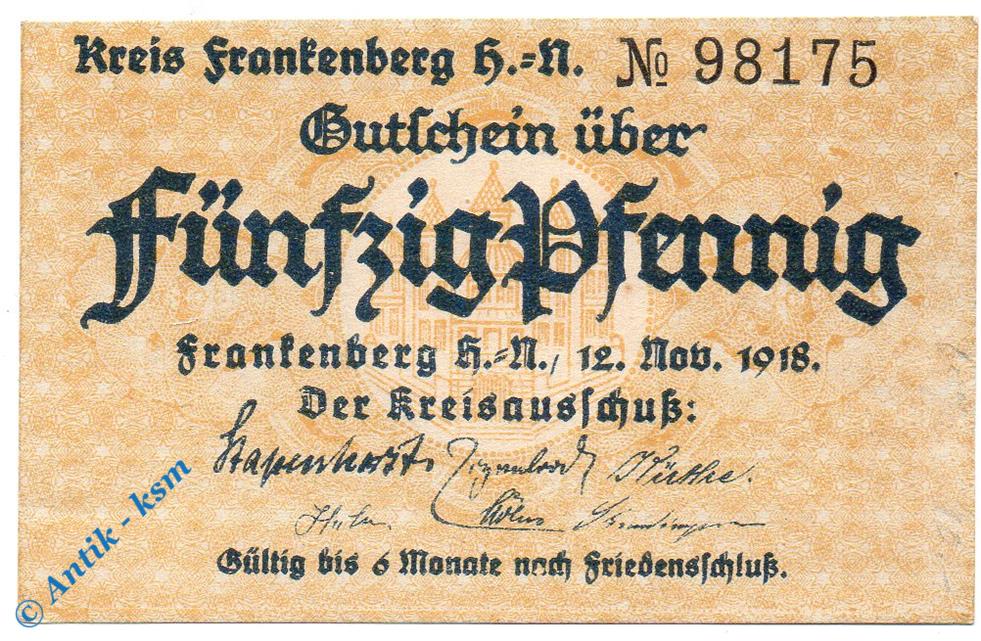 Kreis Frankenberg H.=N. № 98175
Gutschein über
Fünfzig Pfennig
Frankenberg H.=N., 12. Nov. 1918.
Der Kreisausschuß:
Stapenhorst
Gültig bis 6 Monate nach Friedensschluß.
© Antik - ksm